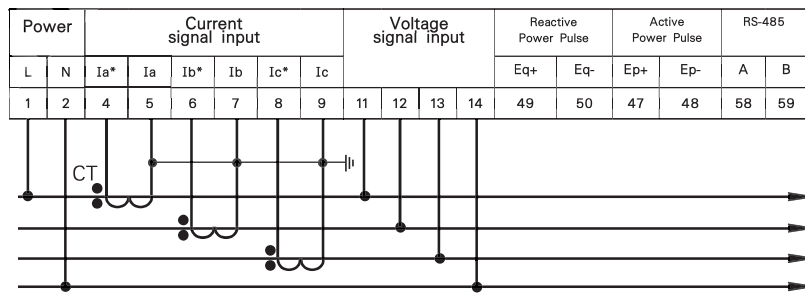 Power
Current
signal input
Voltage
signal input
Reactive
Power Pulse
Active
Power Pulse
RS-485
L N Ia* Ia Ib* Ib Ic* Ic Eq+ Eq- Ep+ Ep- A B
1 2 4 5 6 7 8 9 11 12 13 14 49 50 47 48 58 59
CT